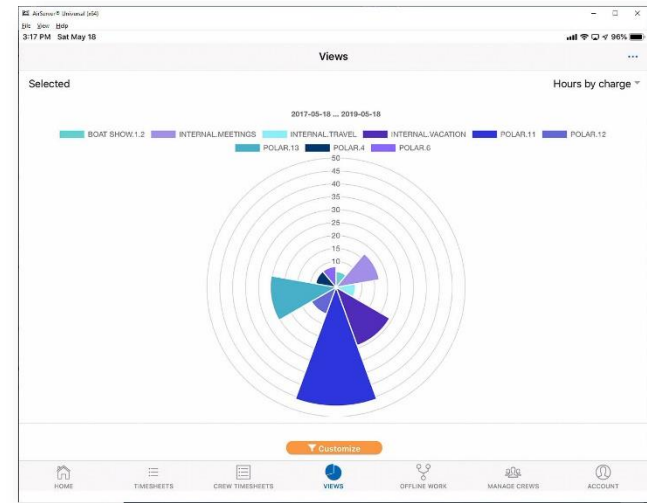 AirServer® Universal (x64)
File View Help
3:17 PM Sat May 18
96%
Views
Selected
Hours by charge
2017-05-18 ... 2019-05-18
BOAT SHOW.1.2 INTERNAL.MEETINGS INTERNAL.TRAVEL INTERNAL.VACATION POLAR.11 POLAR.12
POLAR.13 POLAR.4 POLAR.6
50
45
40
35
30
25
20
15
10
Customize
HOME TIMESHEETS CREW TIMESHEETS VIEWS OFFLINE WORK MANAGE CREWS ACCOUNT